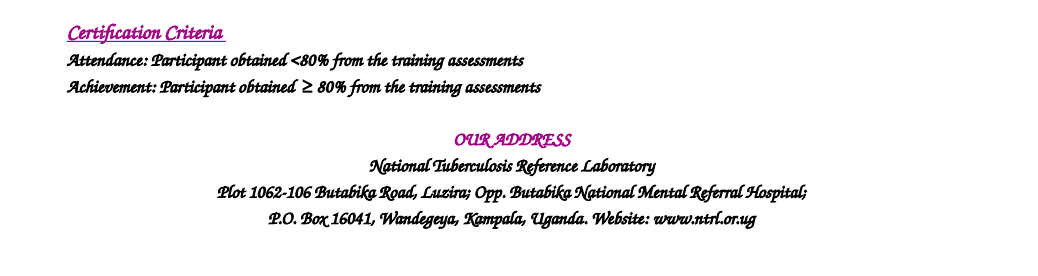 Certification Criteria
Attendance: Participant obtained <80% from the training assessments
Achievement: Participant obtained ≥ 80% from the training assessments
OUR ADDRESS
National Tuberculosis Reference Laboratory
Plot 1062-106 Butabika Road, Luzira; Opp. Butabika National Mental Referral Hospital;
P.O. Box 16041, Wandegeya, Kampala, Uganda. Website: www.ntrl.or.ug